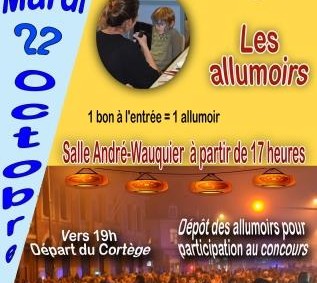 Mardi
22
Octobre
Les
allumoirs
1 bon à l'entrée = 1 allumoir
Salle André-Wauquier à partir de 17 heures
Vers 19h
Départ du Cortège
Dépôt des allumoirs pour
participation au concours